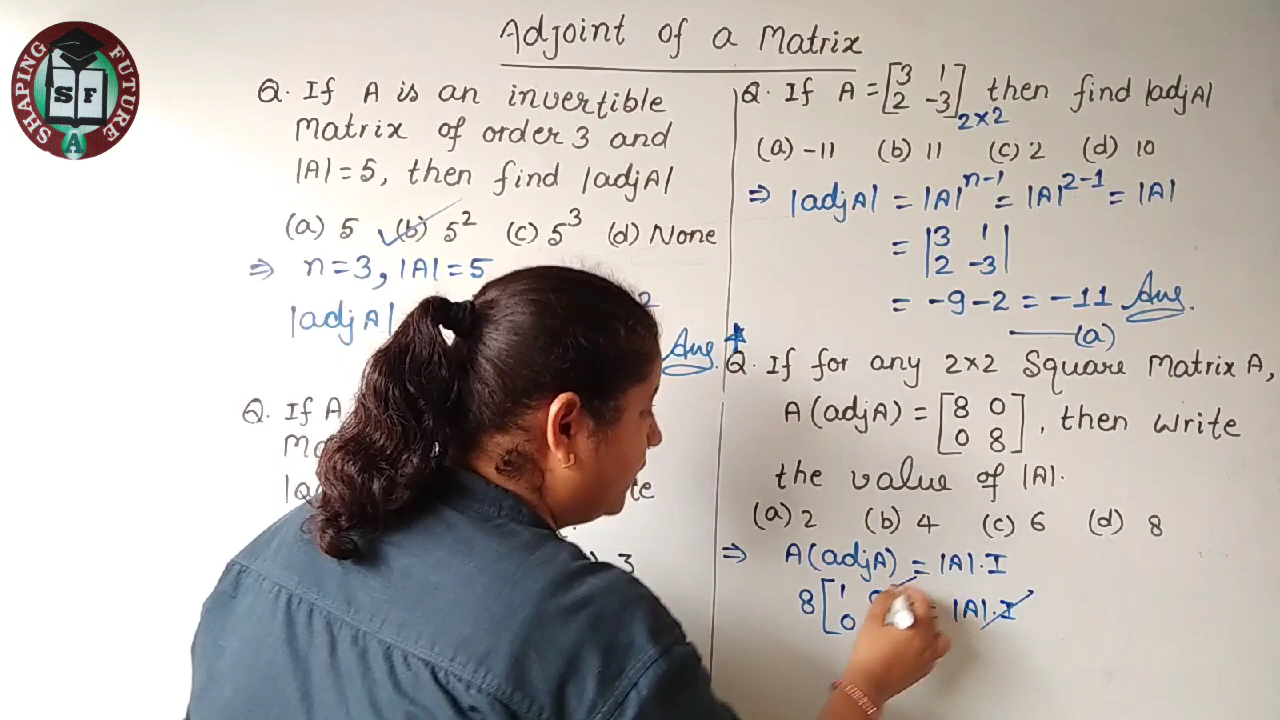 SHAPING FUTURE
S F
A
Adjoint of a Matrix
Q. If A is an invertible
Matrix of order 3 and
|A| = 5, then find |adjA|
(a) 5 (b) 5² (c) 5³ (d) None
⇒ n = 3, |A| = 5
|adjA| 2
Ans.
Q. If A
3
Q. If A = [3 1
2 -3] 2×2 then find |adjA|
(a) -11 (b) 11 (c) 2 (d) 10
⇒ |adjA| = |A|ⁿ⁻¹ = |A|²⁻¹ = |A|
= |3 1
2 -3|
= -9-2 = -11 Ans.
(a)
Q. If for any 2×2 Square Matrix A,
A(adjA) = [8 0
0 8], then write
the value of |A|.
(a) 2 (b) 4 (c) 6 (d) 8
⇒ A(adjA) = |A|.I
8[1
0 = |A|.I